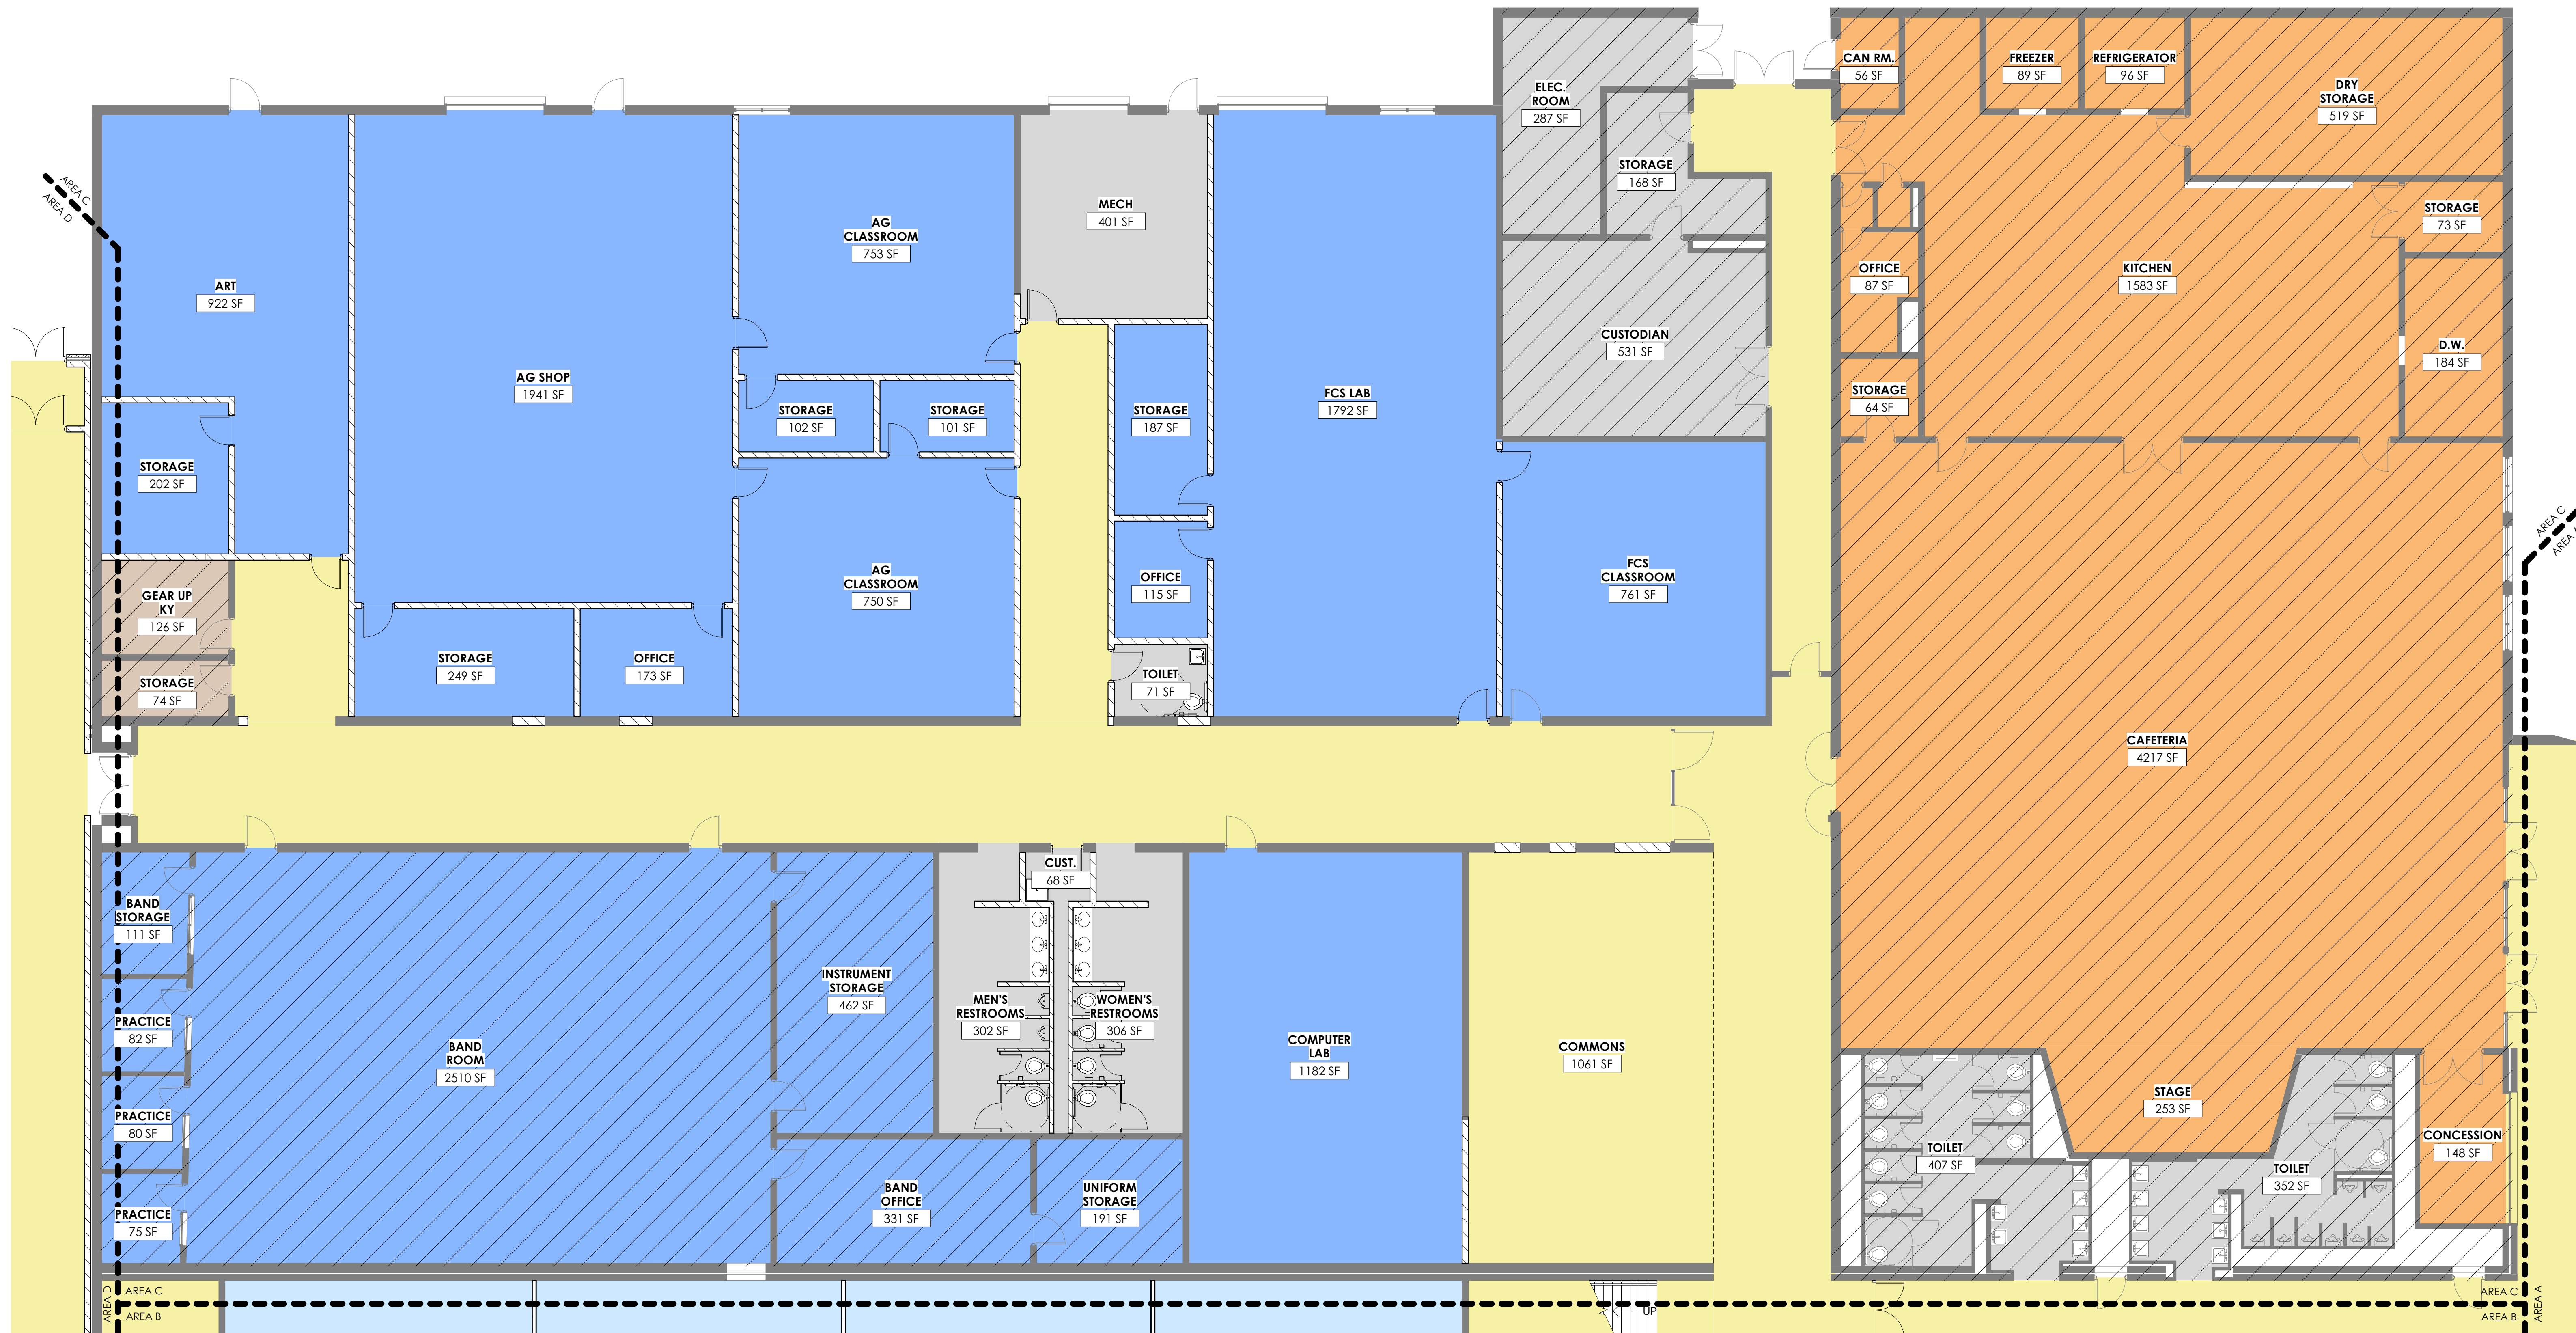 CAN RM.
56 SF
FREEZER
89 SF
REFRIGERATOR
96 SF
DRY
STORAGE
519 SF
ELEC.
ROOM
287 SF
STORAGE
168 SF
AREA C
AREA D
MECH
401 SF
AG
CLASSROOM
753 SF
STORAGE
73 SF
KITCHEN
1583 SF
OFFICE
87 SF
ART
922 SF
CUSTODIAN
531 SF
D.W.
184 SF
AG SHOP
1941 SF
FCS LAB
1792 SF
STORAGE
64 SF
STORAGE
102 SF
STORAGE
101 SF
STORAGE
187 SF
STORAGE
202 SF
AREA C
AREA
FCS
CLASSROOM
761 SF
AG
CLASSROOM
750 SF
OFFICE
115 SF
GEAR UP
KY
126 SF
STORAGE
249 SF
OFFICE
173 SF
TOILET
71 SF
STORAGE
74 SF
CAFETERIA
4217 SF
CUST.
68 SF
BAND
STORAGE
111 SF
INSTRUMENT
STORAGE
462 SF
MEN'S
RESTROOMS
302 SF
WOMEN'S
RESTROOMS
306 SF
PRACTICE
82 SF
BAND
ROOM
2510 SF
COMPUTER
LAB
1182 SF
COMMONS
1061 SF
STAGE
253 SF
PRACTICE
80 SF
TOILET
407 SF
CONCESSION
148 SF
TOILET
352 SF
BAND
OFFICE
331 SF
UNIFORM
STORAGE
191 SF
PRACTICE
75 SF
AREA D
AREA C
AREA B
UP
AREA C
AREA B
AREA A